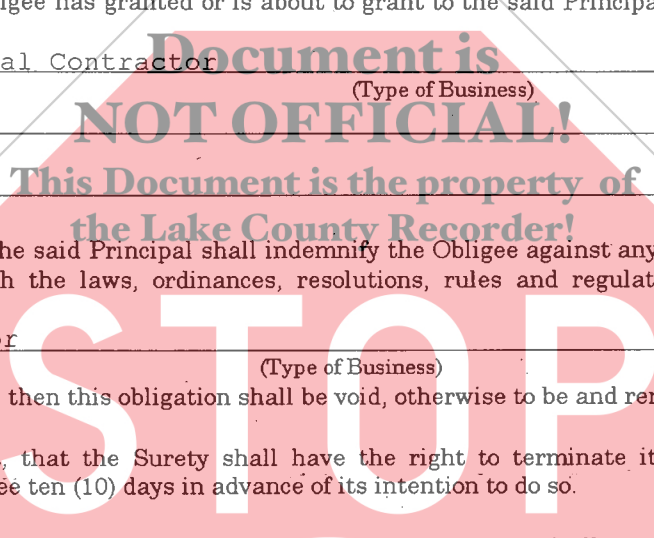 ligee has granted or is about to grant to the said Principa
al Contractor
Document is
(Type of Business)
NOT OFFICIAL!
This Document is the property of
the Lake County Recorder!
he said Principal shall indemnify the Obligee against any
h the laws, ordinances, resolutions, rules and regulat
or
STOP
(Type of Business)
then this obligation shall be void, otherwise to be and re
, that the Surety shall have the right to terminate it
ee ten (10) days in advance of its intention to do so.